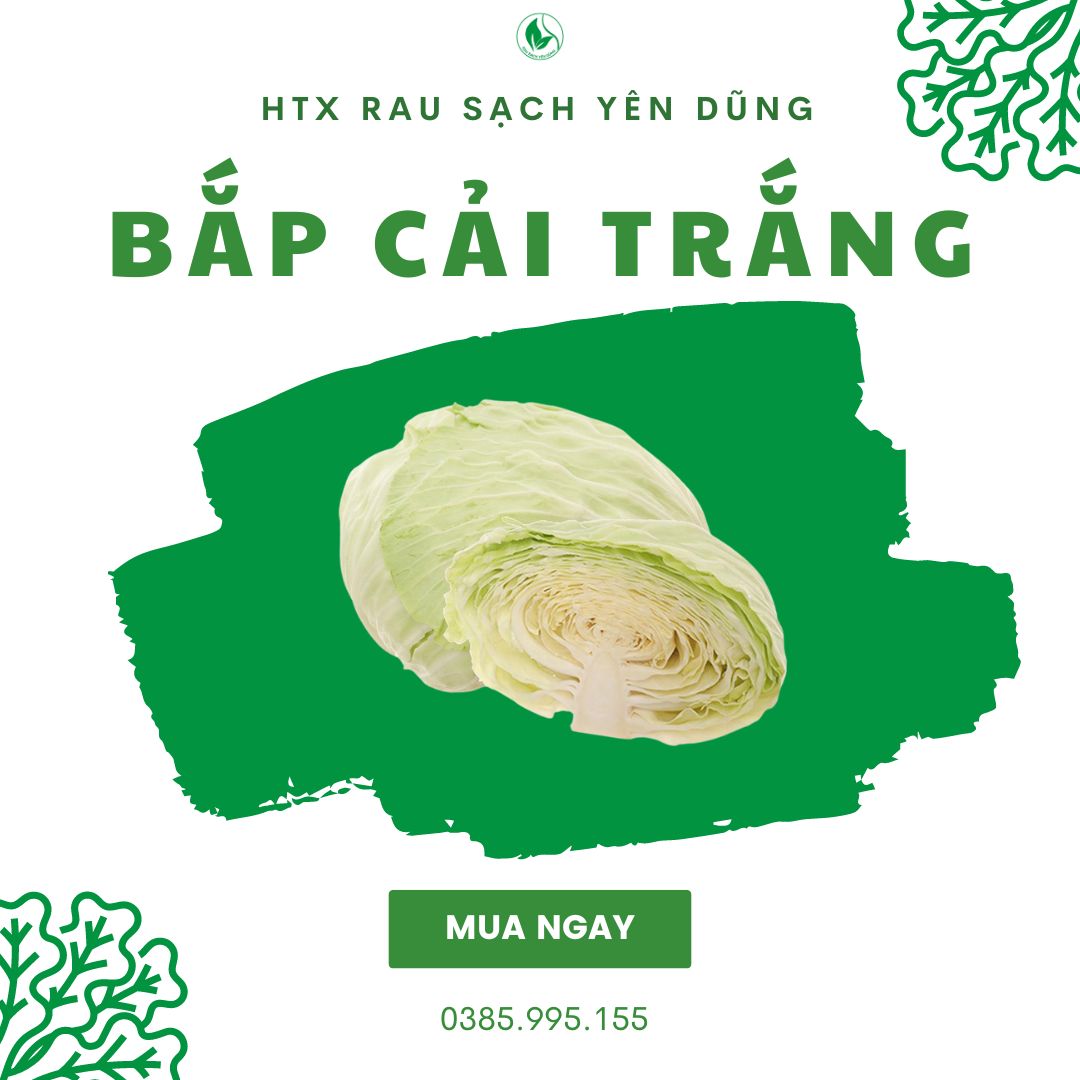 HTX RAU SẠCH YÊN DŨNG
BẮP CẢI TRẮNG
MUA NGAY
0385.995.155